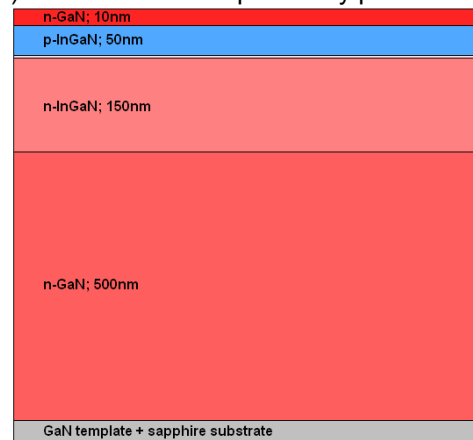 n-GaN; 10nm
p-InGaN; 50nm
n-InGaN; 150nm
n-GaN; 500nm
GaN template + sapphire substrate